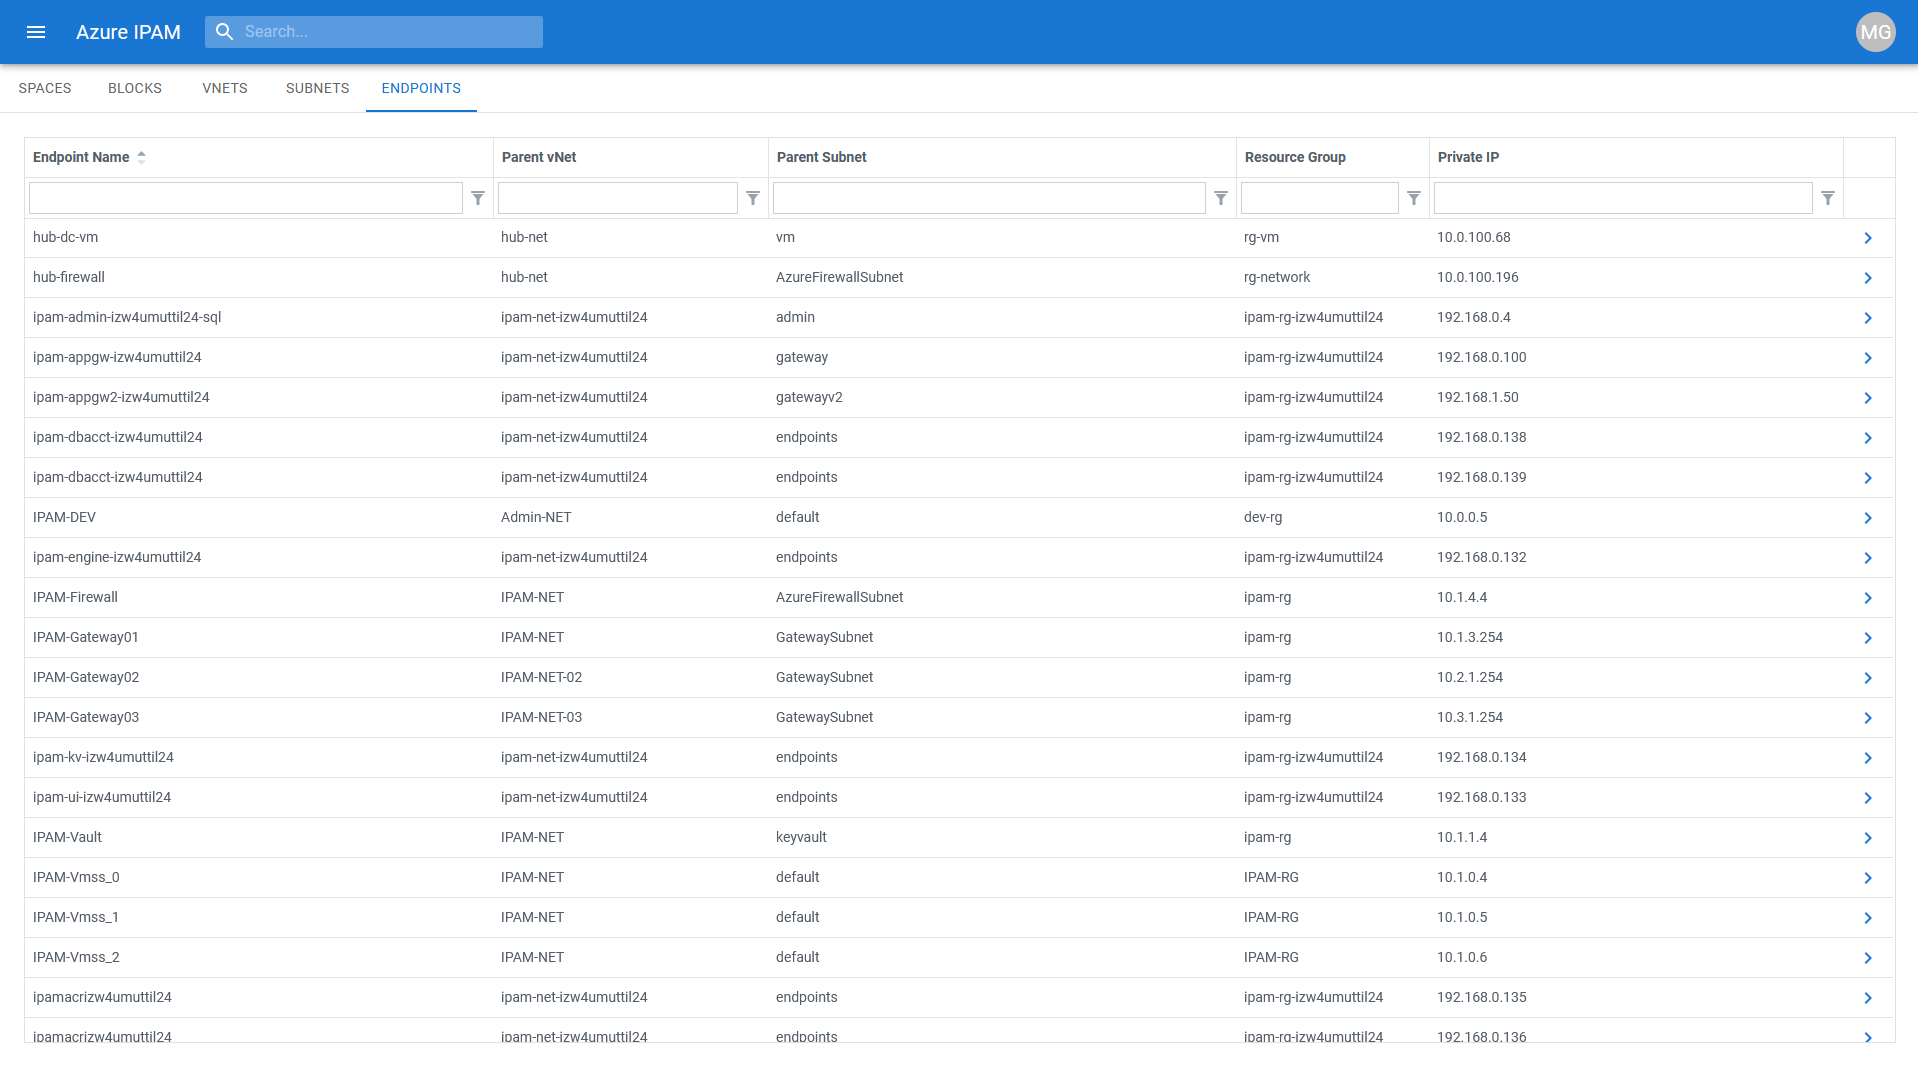 Azure IPAM Search... MG
SPACES BLOCKS VNETS SUBNETS ENDPOINTS
Endpoint Name Parent vNet Parent Subnet Resource Group Private IP
hub-dc-vm hub-net vm rg-vm 10.0.100.68
hub-firewall hub-net AzureFirewallSubnet rg-network 10.0.100.196
ipam-admin-izw4umuttil24-sql ipam-net-izw4umuttil24 admin ipam-rg-izw4umuttil24 192.168.0.4
ipam-appgw-izw4umuttil24 ipam-net-izw4umuttil24 gateway ipam-rg-izw4umuttil24 192.168.0.100
ipam-appgw2-izw4umuttil24 ipam-net-izw4umuttil24 gatewayv2 ipam-rg-izw4umuttil24 192.168.1.50
ipam-dbacct-izw4umuttil24 ipam-net-izw4umuttil24 endpoints ipam-rg-izw4umuttil24 192.168.0.138
ipam-dbacct-izw4umuttil24 ipam-net-izw4umuttil24 endpoints ipam-rg-izw4umuttil24 192.168.0.139
IPAM-DEV Admin-NET default dev-rg 10.0.0.5
ipam-engine-izw4umuttil24 ipam-net-izw4umuttil24 endpoints ipam-rg-izw4umuttil24 192.168.0.132
IPAM-Firewall IPAM-NET AzureFirewallSubnet ipam-rg 10.1.4.4
IPAM-Gateway01 IPAM-NET GatewaySubnet ipam-rg 10.1.3.254
IPAM-Gateway02 IPAM-NET-02 GatewaySubnet ipam-rg 10.2.1.254
IPAM-Gateway03 IPAM-NET-03 GatewaySubnet ipam-rg 10.3.1.254
ipam-kv-izw4umuttil24 ipam-net-izw4umuttil24 endpoints ipam-rg-izw4umuttil24 192.168.0.134
ipam-ui-izw4umuttil24 ipam-net-izw4umuttil24 endpoints ipam-rg-izw4umuttil24 192.168.0.133
IPAM-Vault IPAM-NET keyvault ipam-rg 10.1.1.4
IPAM-Vmss_0 IPAM-NET default IPAM-RG 10.1.0.4
IPAM-Vmss_1 IPAM-NET default IPAM-RG 10.1.0.5
IPAM-Vmss_2 IPAM-NET default IPAM-RG 10.1.0.6
ipamacrizw4umuttil24 ipam-net-izw4umuttil24 endpoints ipam-rg-izw4umuttil24 192.168.0.135
ipamacrizw4umuttil24 ipam-net-izw4umuttil24 endpoints ipam-rg-izw4umuttil24 192.168.0.136